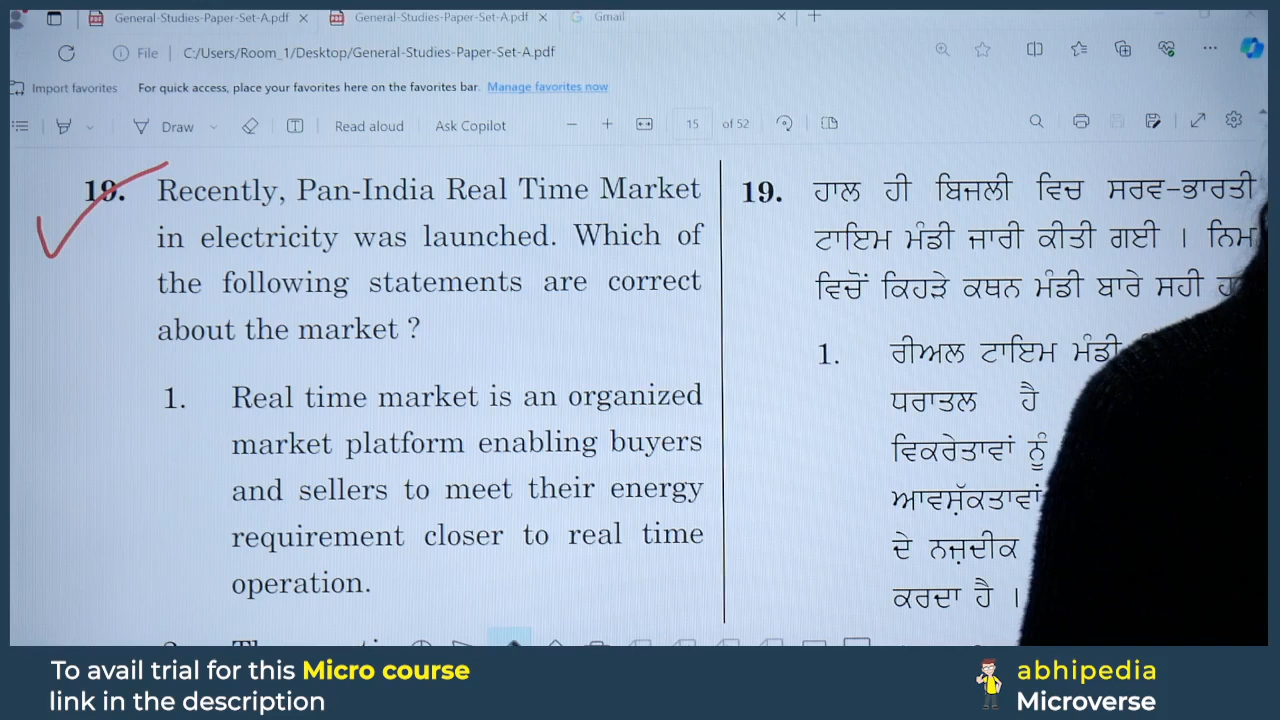 General-Studies-Paper-Set-A.pdf
General-Studies-Paper-Set-A.pdf
Gmail
File C:/Users/Room_1/Desktop/General-Studies-Paper-Set-A.pdf
Import favorites For quick access, place your favorites here on the favorites bar. Manage favorites now
Draw Read aloud Ask Copilot 15 of 52
19. Recently, Pan-India Real Time Market
in electricity was launched. Which of
the following statements are correct
about the market ?
1. Real time market is an organized
market platform enabling buyers
and sellers to meet their energy
requirement closer to real time
operation.
19. ਹਾਲ ਹੀ ਬਿਜਲੀ ਵਿਚ ਸਰਵ-ਭਾਰਤੀ
ਟਾਇਮ ਮੰਡੀ ਜਾਰੀ ਕੀਤੀ ਗਈ । ਨਿਮ
ਵਿਚੋਂ ਕਿਹੜੇ ਕਥਨ ਮੰਡੀ ਬਾਰੇ ਸਹੀ
1. ਰੀਅਲ ਟਾਇਮ ਮੰਡੀ
ਧਰਾਤਲ ਹੈ
ਵਿਕਰੇਤਾਵਾਂ ਨੂੰ
ਆਵਸ਼ੱਕਤਾਵਾਂ
ਦੇ ਨਜ਼ਦੀਕ
ਕਰਦਾ ਹੈ ।
To avail trial for this Micro course
link in the description
abhipedia
Microverse